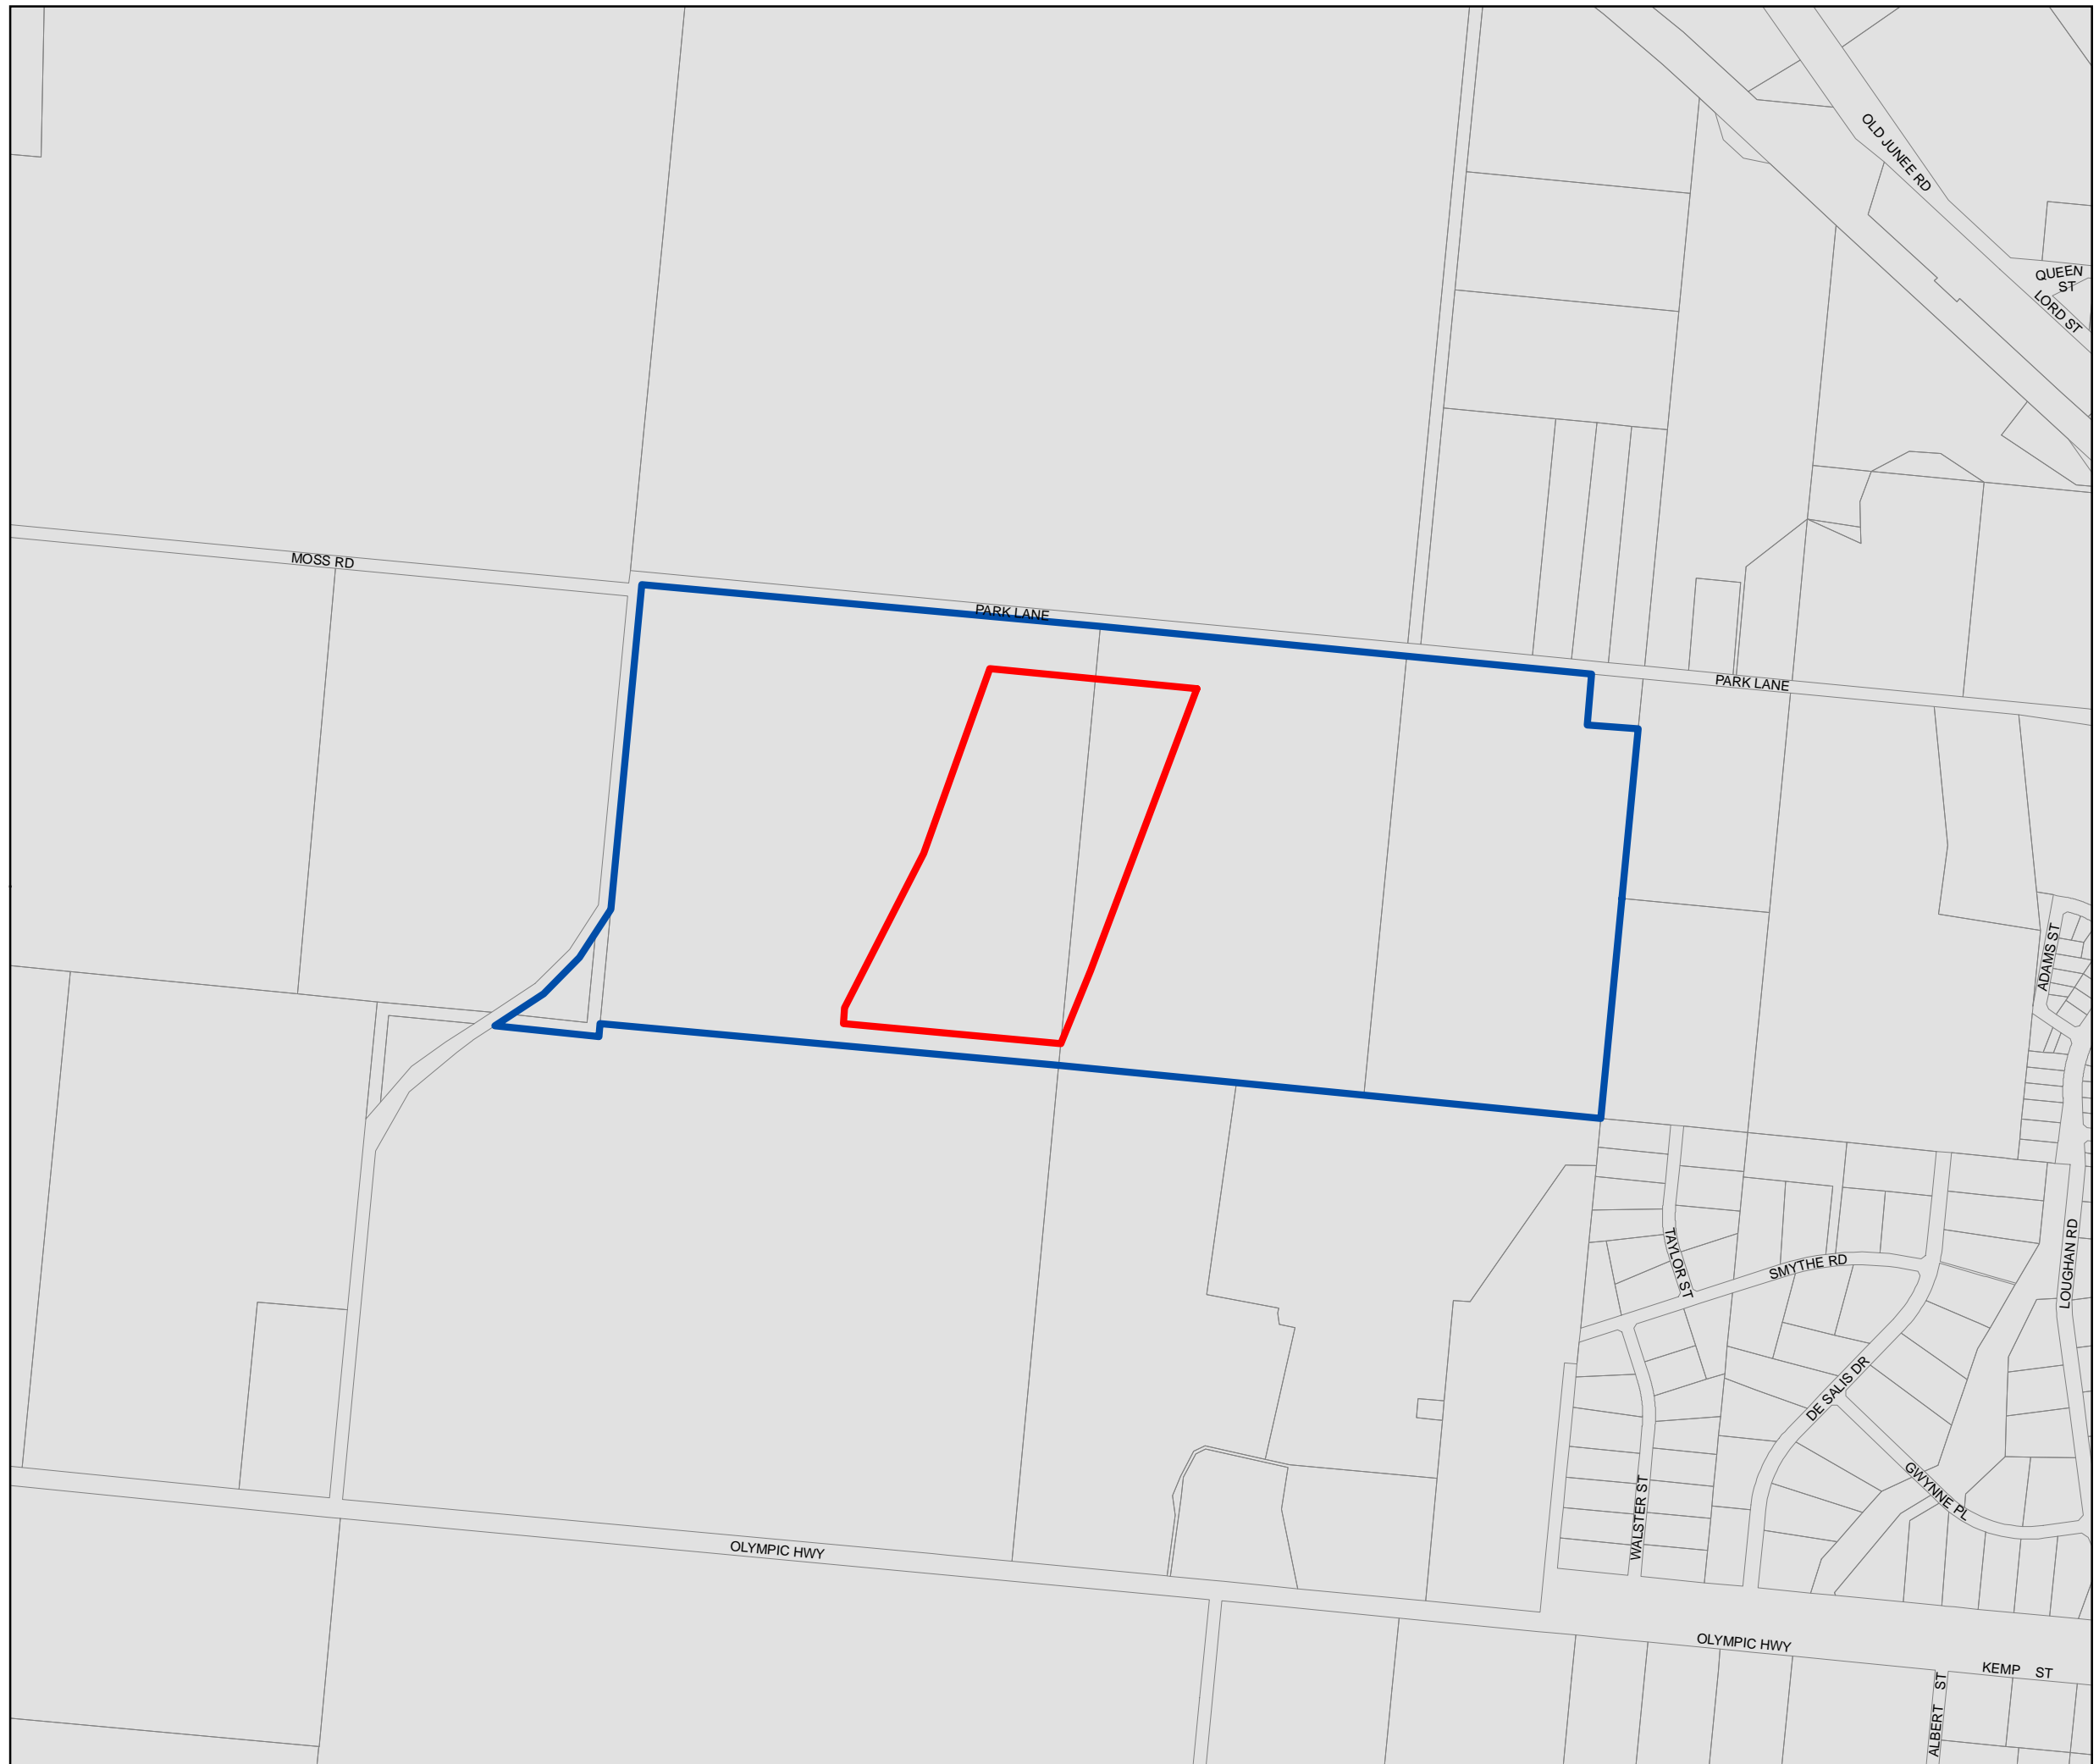 OLD JUNEE RD
QUEEN
ST
LORD ST
MOSS RD
PARK LANE
PARK LANE
ADAMS ST
TAYLOR ST
SMYTHE RD
LOUGHAN RD
DE SALIS DR
GWYNNE PL
WALSTER ST
OLYMPIC HWY
OLYMPIC HWY
KEMP ST
ALBERT ST